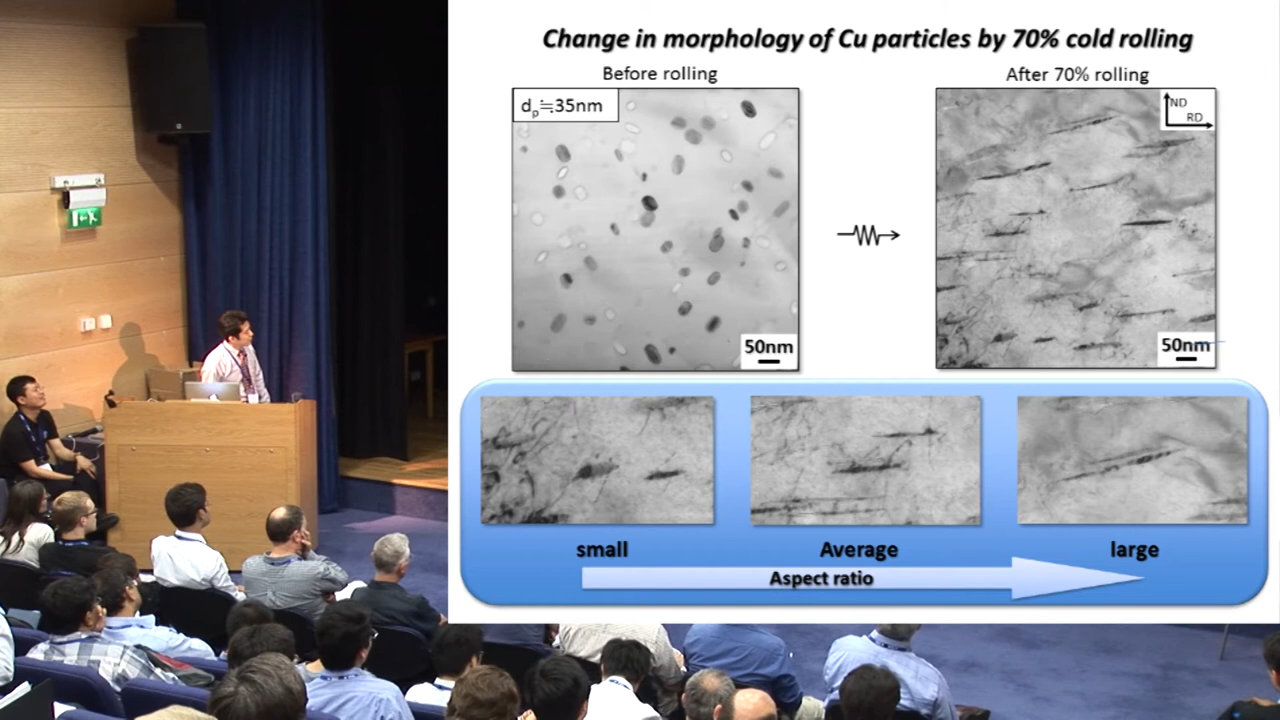 Change in morphology of Cu particles by 70% cold rolling
Before rolling
After 70% rolling
dp≒35nm
ND
RD
50nm
50nm
small
Average
large
Aspect ratio